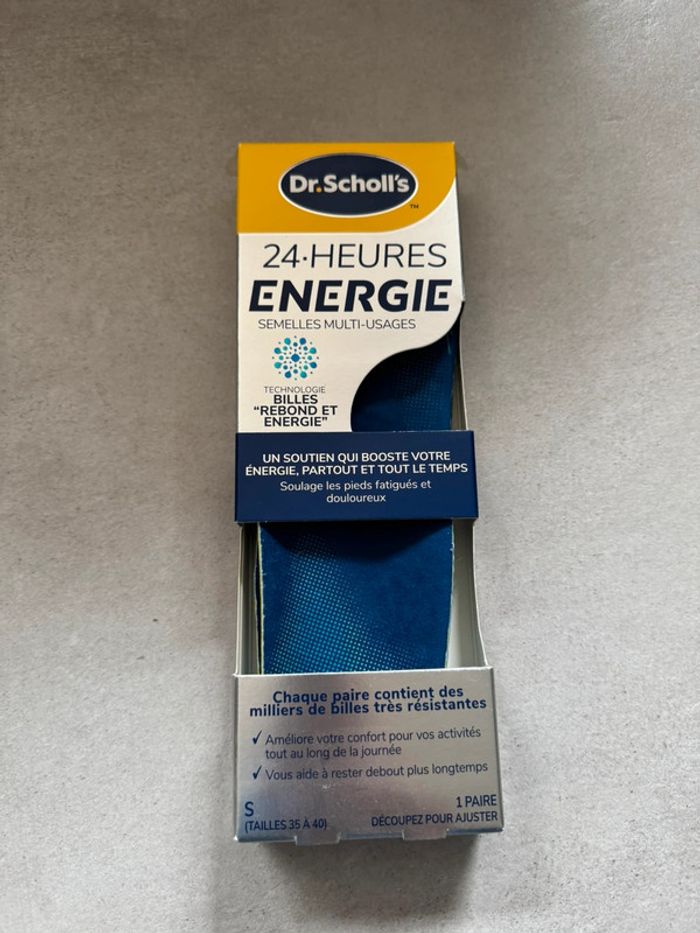 Dr.Scholl's
™
24·HEURES
ENERGIE
SEMELLES MULTI-USAGES
TECHNOLOGIE
BILLES
"REBOND ET
ENERGIE"
UN SOUTIEN QUI BOOSTE VOTRE
ÉNERGIE, PARTOUT ET TOUT LE TEMPS
Soulage les pieds fatigués et
douloureux
Chaque paire contient des
milliers de billes très résistantes
✓ Améliore votre confort pour vos activités
tout au long de la journée
✓ Vous aide à rester debout plus longtemps
S
(TAILLES 35 À 40)
1 PAIRE
DÉCOUPEZ POUR AJUSTER